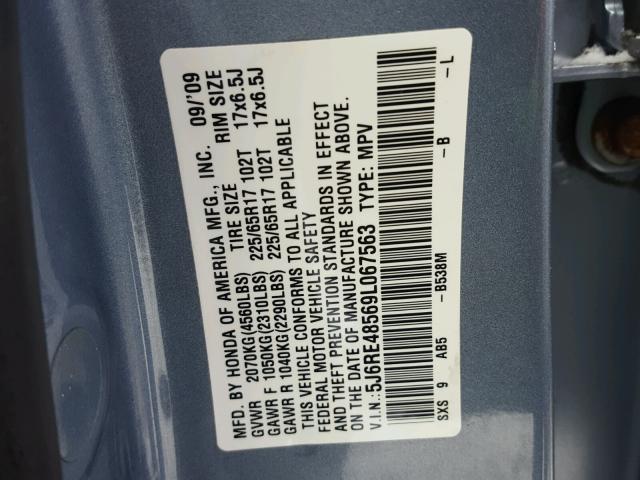 MFD. BY HONDA OF AMERICA MFG., INC. 09/'09
TIRE SIZE RIM SIZE
GVWR 2070KG(4560LBS)
GAWR F 1050KG(2310LBS) 225/65R17 102T 17x6.5J
GAWR R 1040KG(2290LBS) 225/65R17 102T 17x6.5J
THIS VEHICLE CONFORMS TO ALL APPLICABLE
FEDERAL MOTOR VEHICLE SAFETY
AND THEFT PREVENTION STANDARDS IN EFFECT
ON THE DATE OF MANUFACTURE SHOWN ABOVE.
V.I.N.:5J6RE48569L067563 TYPE: MPV
SXS 9 AB5 -B538M -B -L